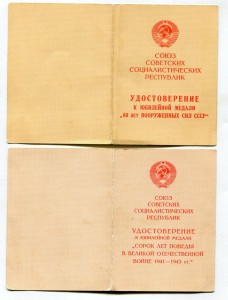 СОЮЗ
СОВЕТСКИХ
СОЦИАЛИСТИЧЕСКИХ
РЕСПУБЛИК
УДОСТОВЕРЕНИЕ
К ЮБИЛЕЙНОЙ МЕДАЛИ
ЛЕТ ВООРУЖЕННЫХ СИЛ СССР"
СОЮЗ
СОВЕТСКИХ
СОЦИАЛИСТИЧЕСКИХ
РЕСПУБЛИК
УДОСТОВЕРЕНИЕ
К ЮБИЛЕЙНОЙ МЕДАЛИ
„СОРОК ЛЕТ ПОБЕДЫ
В ВЕЛИКОЙ ОТЕЧЕСТВЕННОЙ
ВОЙНЕ 1941—1945 гг."